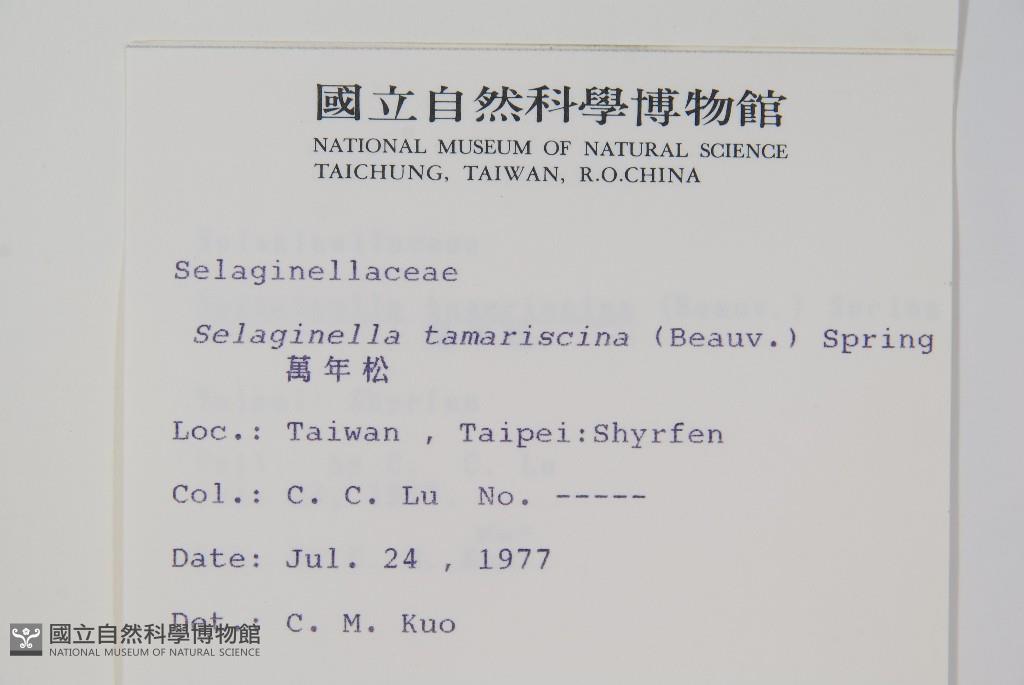 國立自然科學博物館
NATIONAL MUSEUM OF NATURAL SCIENCE
TAICHUNG, TAIWAN, R.O.CHINA
Selaginellaceae
Selaginella tamariscina (Beauv.) Spring
萬年松
Loc.: Taiwan , Taipei:Shyrfen
Col.: C. C. Lu No. -----
Date: Jul. 24 , 1977
Det.: C. M. Kuo
國立自然科學博物館
NATIONAL MUSEUM OF NATURAL SCIENCE